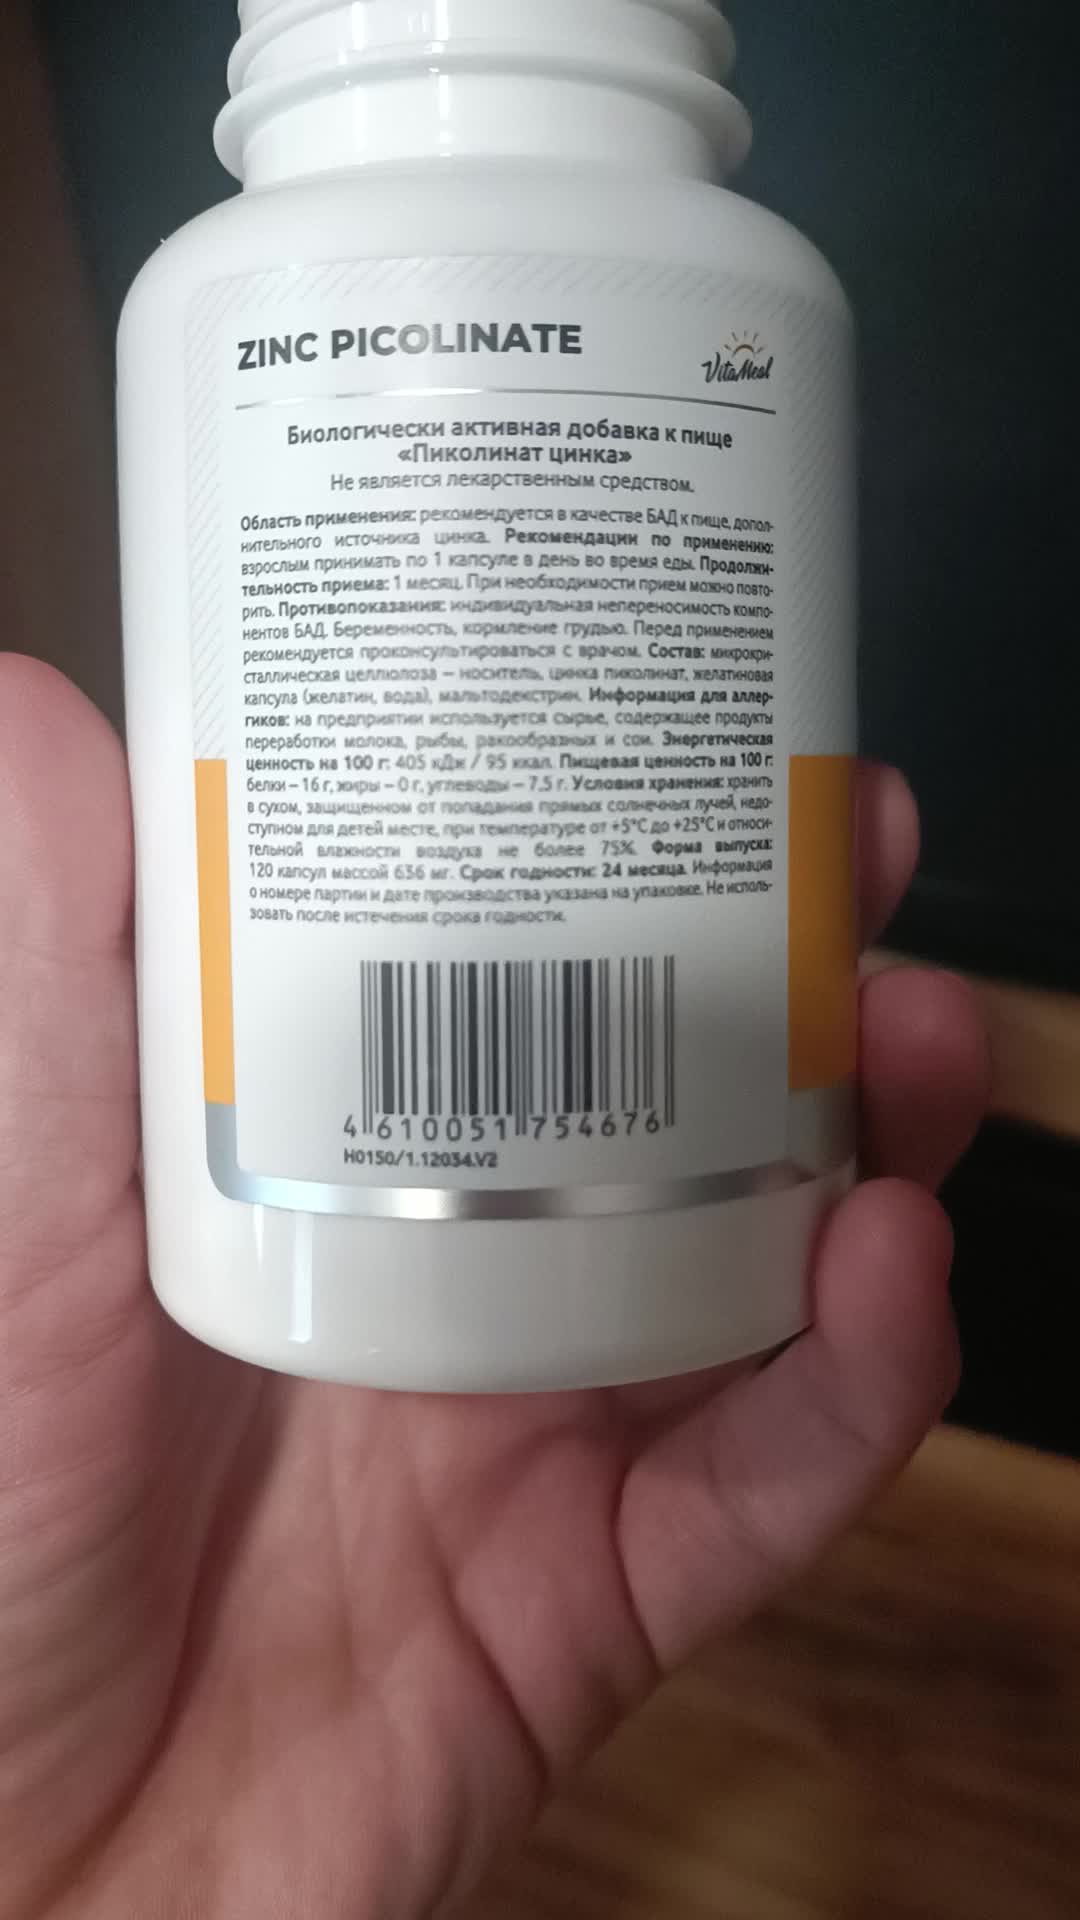 ZINC PICOLINATE
VitaMeal
Биологически активная добавка к пище
«Пиколинат цинка»
Не является лекарственным средством.
Область применения: рекомендуется в качестве БАД к пище, допол-
нительного источника цинка. Рекомендации по применению:
взрослым принимать по 1 капсуле в день во время еды. Продолжи-
тельность приема: 1 месяц. При необходимости прием можно повто-
рить. Противопоказания: индивидуальная непереносимость компо-
нентов БАД. Беременность, кормление грудью. Перед применением
рекомендуется проконсультироваться с врачом. Состав: микрокри-
сталлическая целлюлоза – носитель, цинка пиколинат, желатиновая
капсула (желатин, вода), мальтодекстрин. Информация для аллер-
гиков: на предприятии используется сырье, содержащее продукты
переработки молока, рыбы, ракообразных и сои. Энергетическая
ценность на 100 г: 405 кДж / 95 ккал. Пищевая ценность на 100 г:
белки – 16 г, жиры – 0 г, углеводы – 7,5 г. Условия хранения: хранить
в сухом, защищенном от попадания прямых солнечных лучей, недо-
ступном для детей месте, при температуре от +5°C до +25°C и относи-
тельной влажности воздуха не более 75%. Форма выпуска:
120 капсул массой 636 мг. Срок годности: 24 месяца. Информация
о номере партии и дате производства указана на упаковке. Не исполь-
зовать после истечения срока годности.
4 610051 754676
H0150/1.12034.V2